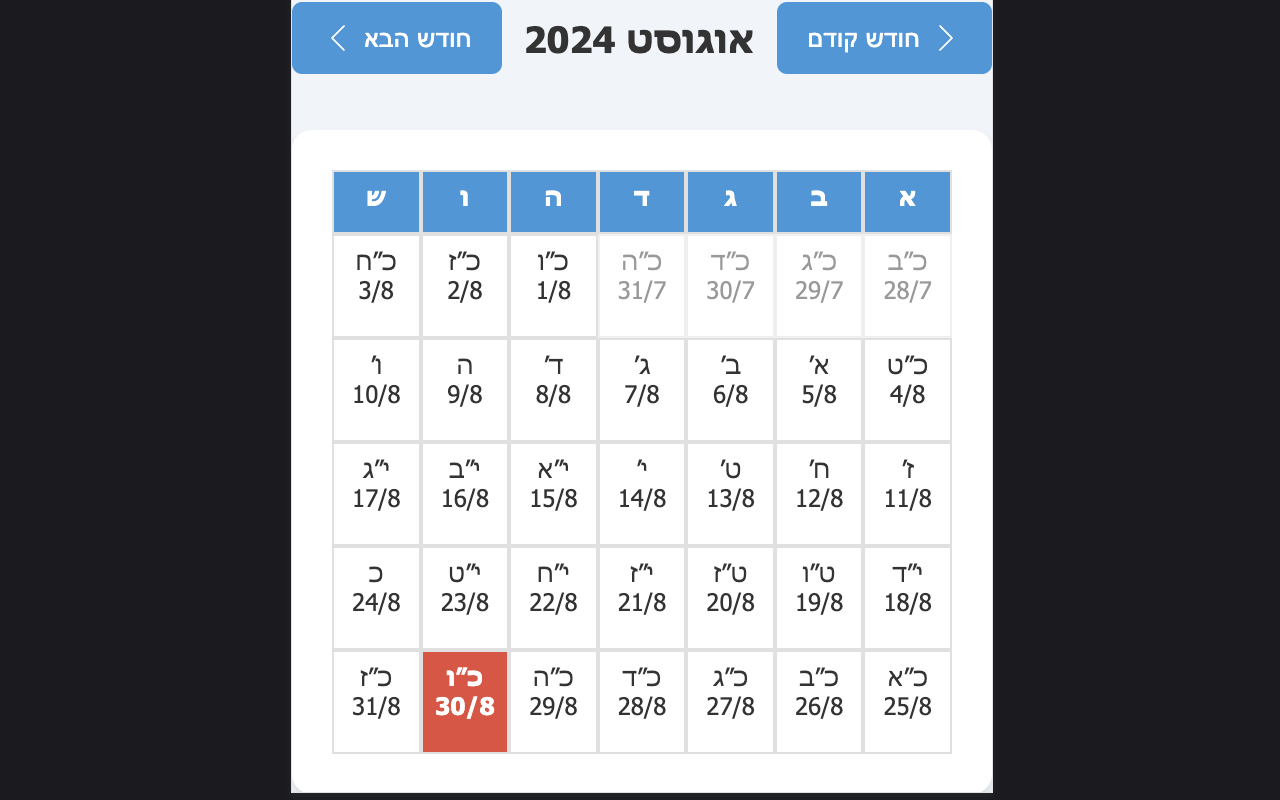 חודש קודם
אוגוסט 2024
חודש הבא
א ב ג ד ה ו ש
כ"ב כ"ג כ"ד כ"ה כ"ו כ"ז כ"ח
28/7 29/7 30/7 31/7 1/8 2/8 3/8
כ"ט א' ב' ג' ד' ה ו'
4/8 5/8 6/8 7/8 8/8 9/8 10/8
ז' ח' ט' י' י"א י"ב י"ג
11/8 12/8 13/8 14/8 15/8 16/8 17/8
י"ד ט"ו ט"ז י"ז י"ח י"ט כ
18/8 19/8 20/8 21/8 22/8 23/8 24/8
כ"א כ"ב כ"ג כ"ד כ"ה כ"ו כ"ז
25/8 26/8 27/8 28/8 29/8 30/8 31/8